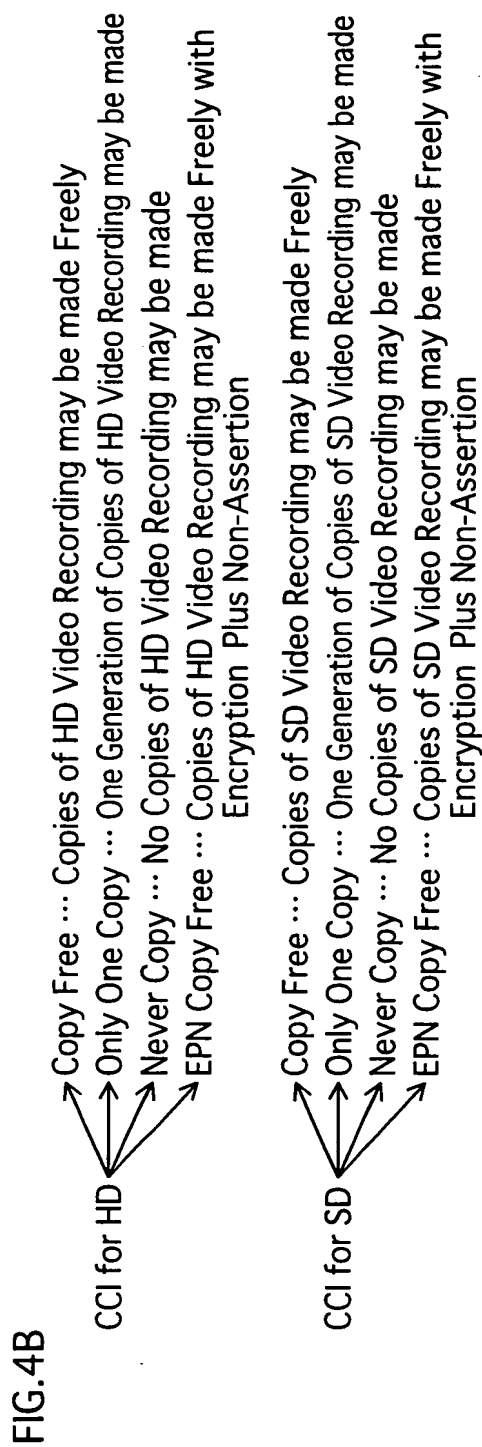 FIG.4B
CCI for HD
Copy Free ··· Copies of HD Video Recording may be made Freely
Only One Copy ··· One Generation of Copies of HD Video Recording may be made
Never Copy ··· No Copies of HD Video Recording may be made
EPN Copy Free ··· Copies of HD Video Recording may be made Freely with
Encryption Plus Non-Assertion
CCI for SD
Copy Free ··· Copies of SD Video Recording may be made Freely
Only One Copy ··· One Generation of Copies of SD Video Recording may be made
Never Copy ··· No Copies of SD Video Recording may be made
EPN Copy Free ··· Copies of SD Video Recording may be made Freely with
Encryption Plus Non-Assertion